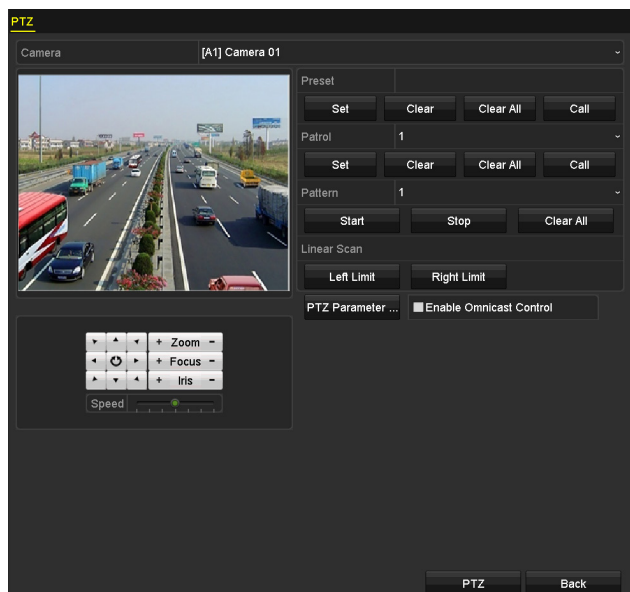 PTZ
Camera [A1] Camera 01
Preset
Set Clear Clear All Call
Patrol 1
Set Clear Clear All Call
Pattern 1
Start Stop Clear All
Linear Scan
Left Limit Right Limit
PTZ Parameter ... Enable Omnicast Control
+ Zoom -
+ Focus -
+ Iris -
Speed
PTZ Back